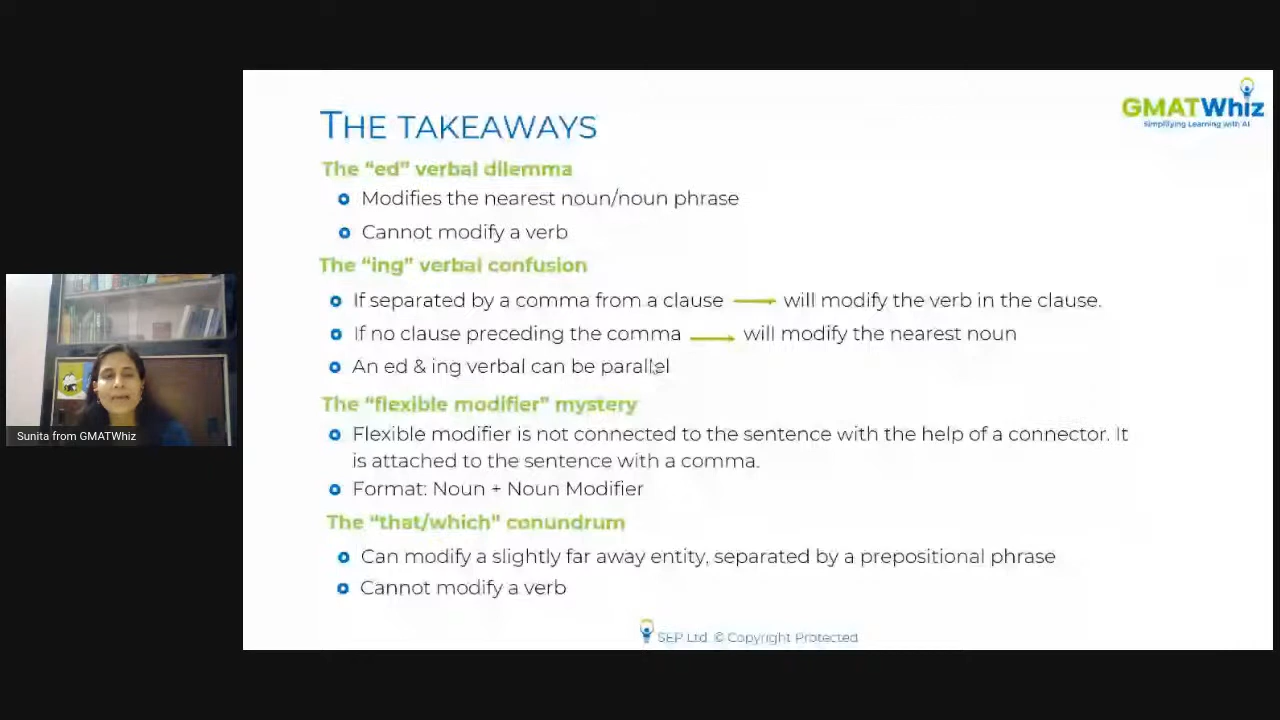 GMATWhiz
Simplifying Learning with AI
THE TAKEAWAYS
The “ed” verbal dilemma
Modifies the nearest noun/noun phrase
Cannot modify a verb
The “ing” verbal confusion
If separated by a comma from a clause → will modify the verb in the clause.
If no clause preceding the comma → will modify the nearest noun
An ed & ing verbal can be parallel
The “flexible modifier” mystery
Flexible modifier is not connected to the sentence with the help of a connector. It
is attached to the sentence with a comma.
Format: Noun + Noun Modifier
The “that/which” conundrum
Can modify a slightly far away entity, separated by a prepositional phrase
Cannot modify a verb
SEP Ltd © Copyright Protected
Sunita from GMATWhiz